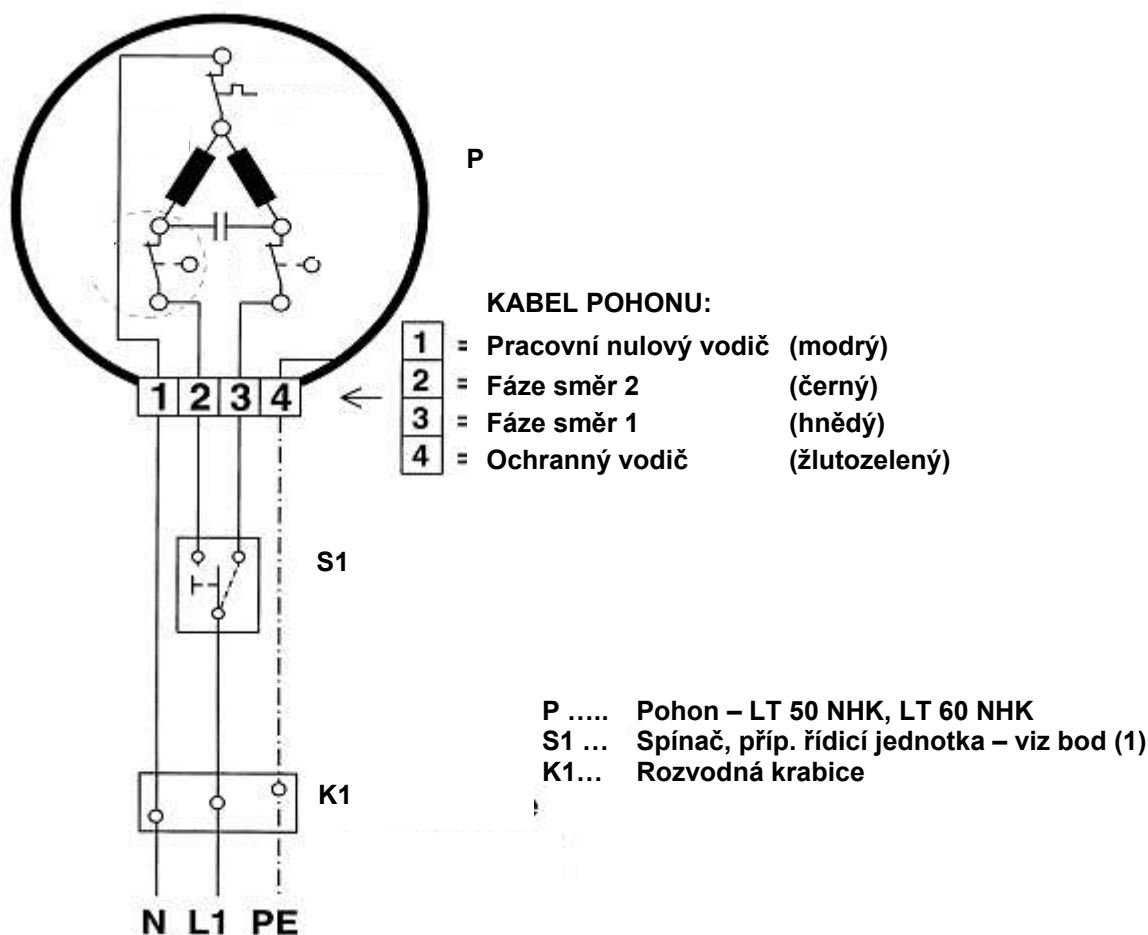 P
KABEL POHONU:
1 = Pracovní nulový vodič (modrý)
2 = Fáze směr 2 (černý)
3 = Fáze směr 1 (hnědý)
4 = Ochranný vodič (žlutozelený)
1 2 3 4
S1
P ..... Pohon – LT 50 NHK, LT 60 NHK
S1 ... Spínač, příp. řídicí jednotka – viz bod (1)
K1... Rozvodná krabice
K1
N L1 PE